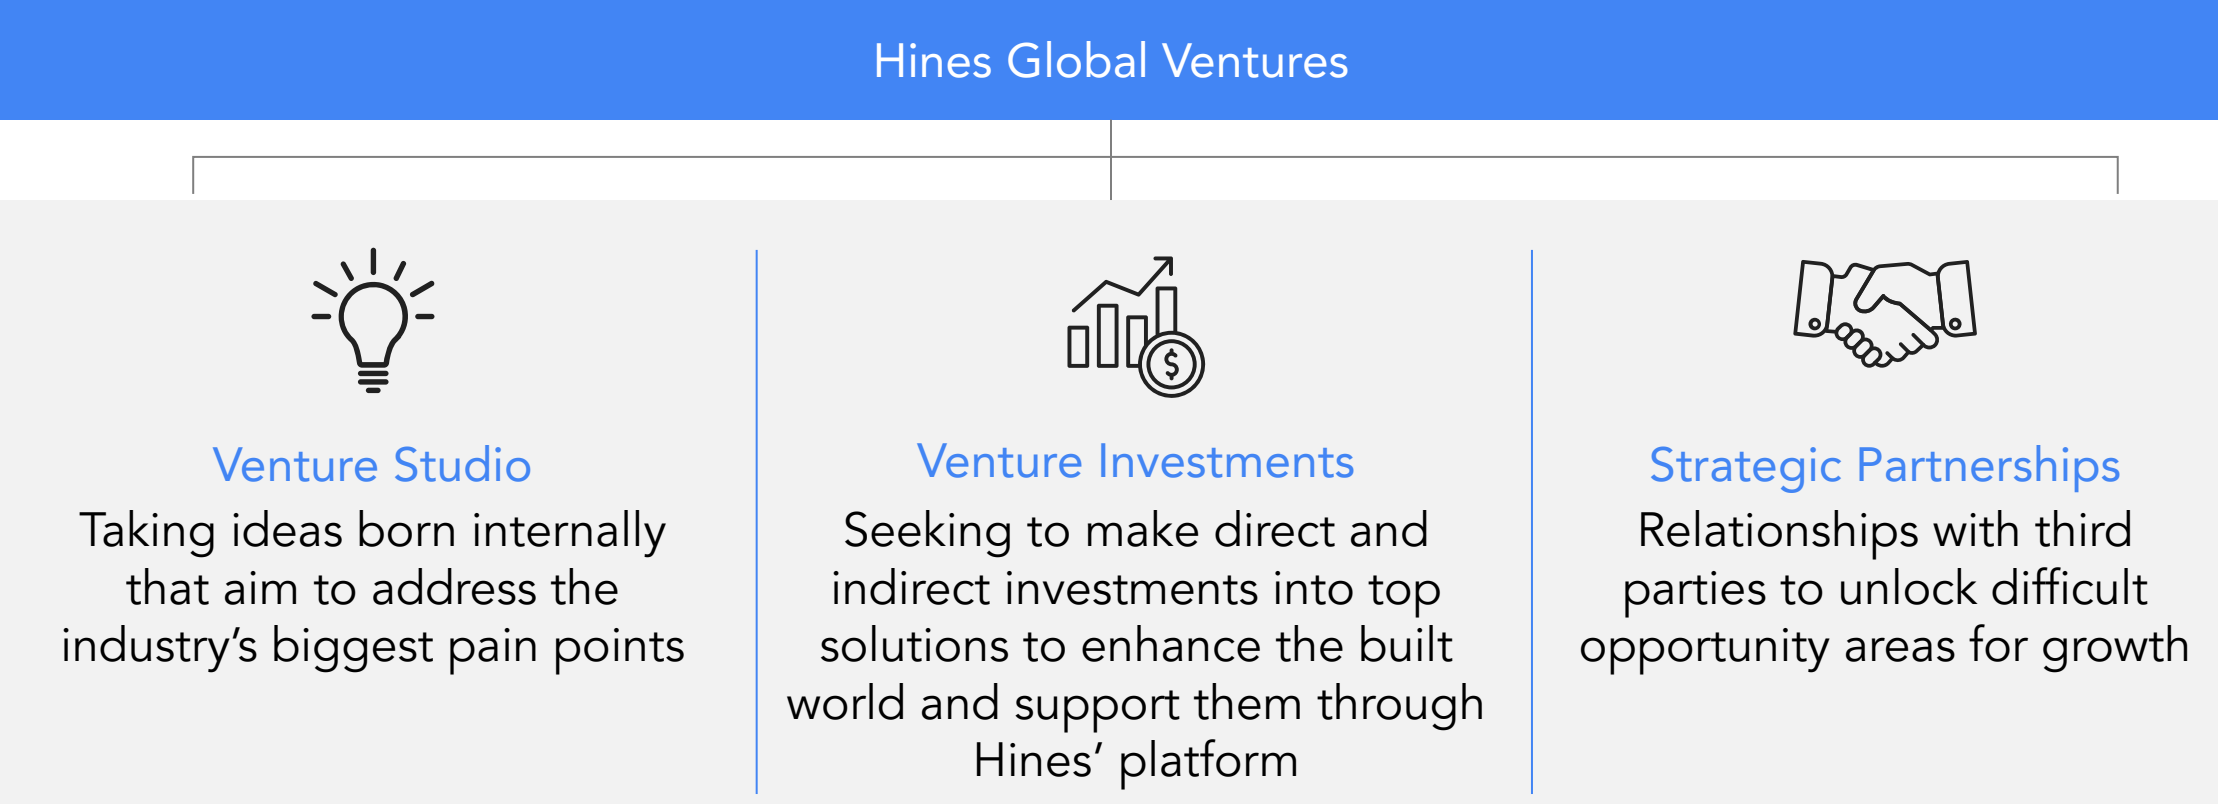 Hines Global Ventures
$
Venture Studio
Taking ideas born internally
that aim to address the
industry’s biggest pain points
Venture Investments
Seeking to make direct and
indirect investments into top
solutions to enhance the built
world and support them through
Hines’ platform
Strategic Partnerships
Relationships with third
parties to unlock difficult
opportunity areas for growth